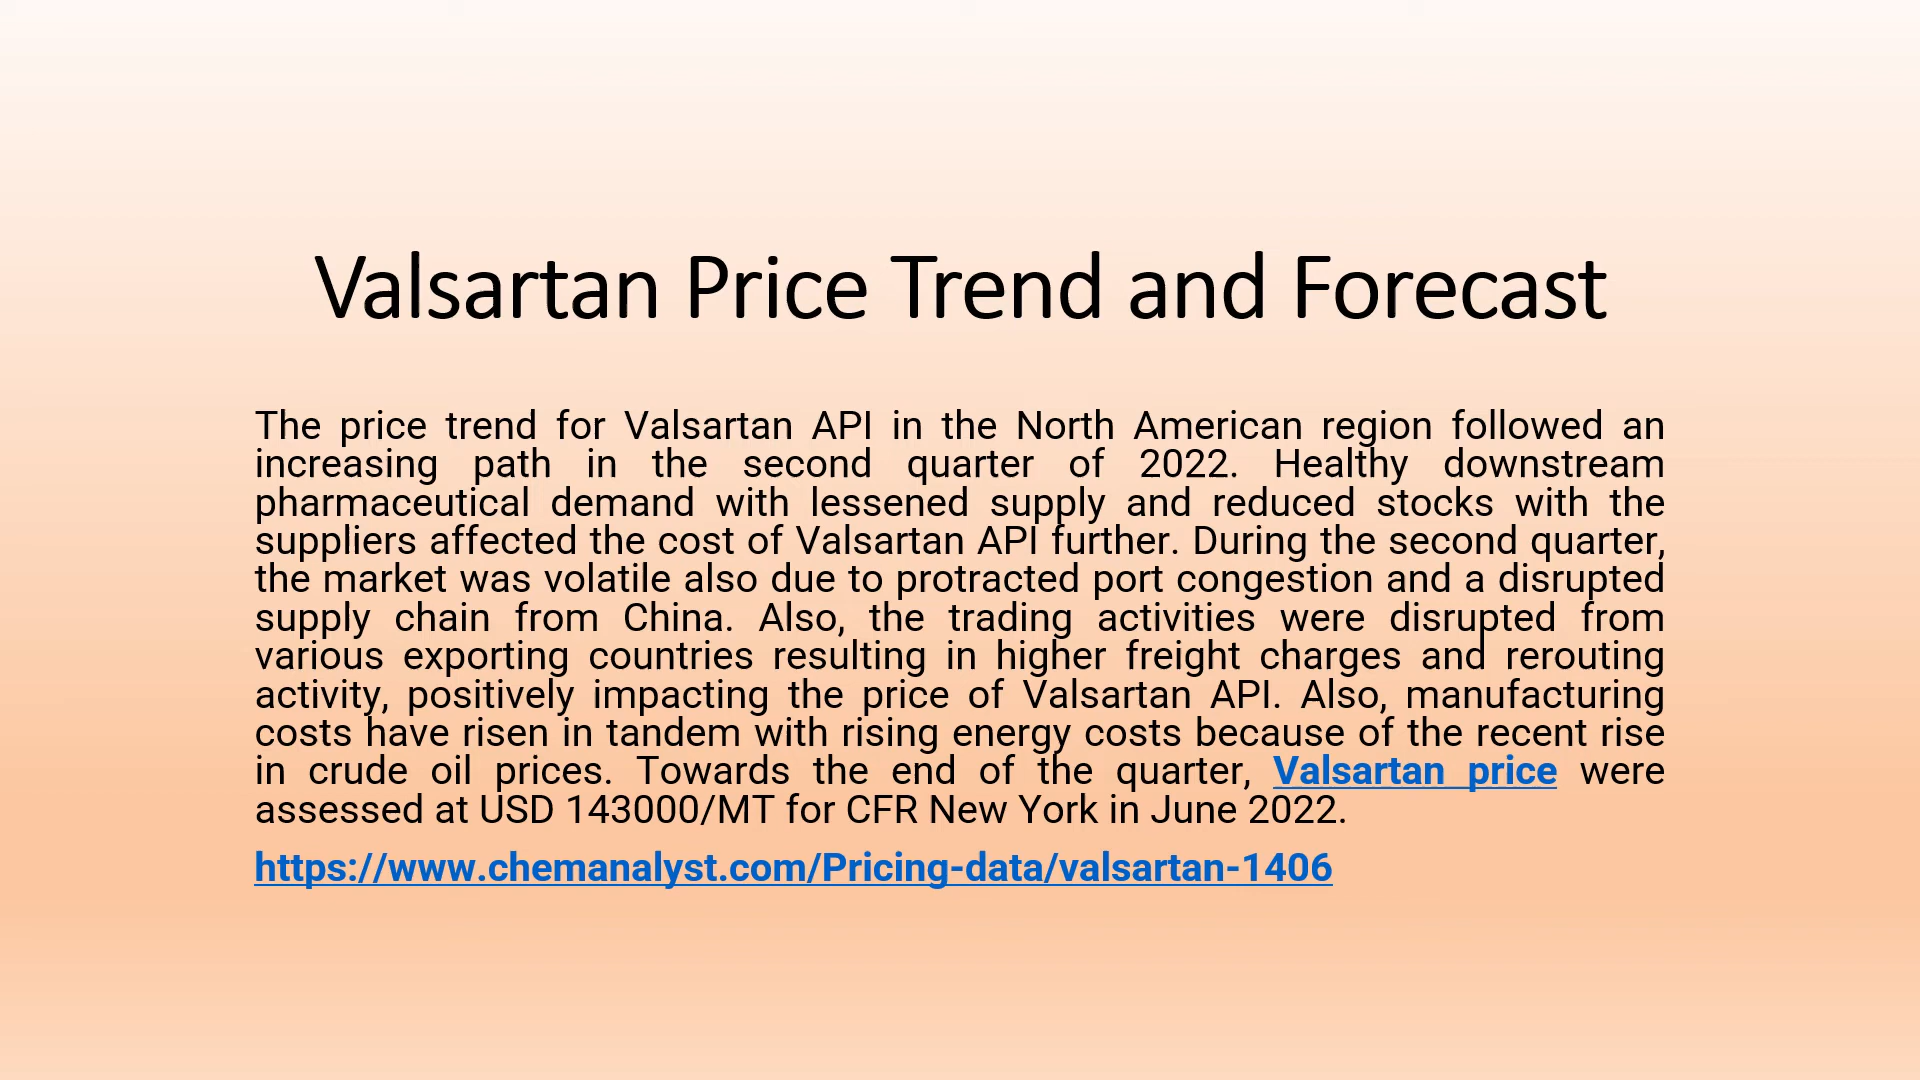 Valsartan Price Trend and Forecast
The price trend for Valsartan API in the North American region followed an
increasing path in the second quarter of 2022. Healthy downstream
pharmaceutical demand with lessened supply and reduced stocks with the
suppliers affected the cost of Valsartan API further. During the second quarter,
the market was volatile also due to protracted port congestion and a disrupted
supply chain from China. Also, the trading activities were disrupted from
various exporting countries resulting in higher freight charges and rerouting
activity, positively impacting the price of Valsartan API. Also, manufacturing
costs have risen in tandem with rising energy costs because of the recent rise
in crude oil prices. Towards the end of the quarter, Valsartan price were
assessed at USD 143000/MT for CFR New York in June 2022.
https://www.chemanalyst.com/Pricing-data/valsartan-1406